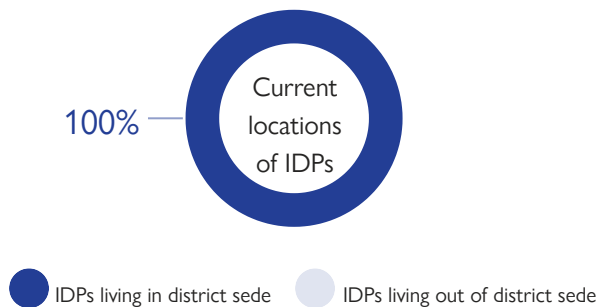 Current
locations
of IDPs
100%
IDPs living in district sede
IDPs living out of district sede